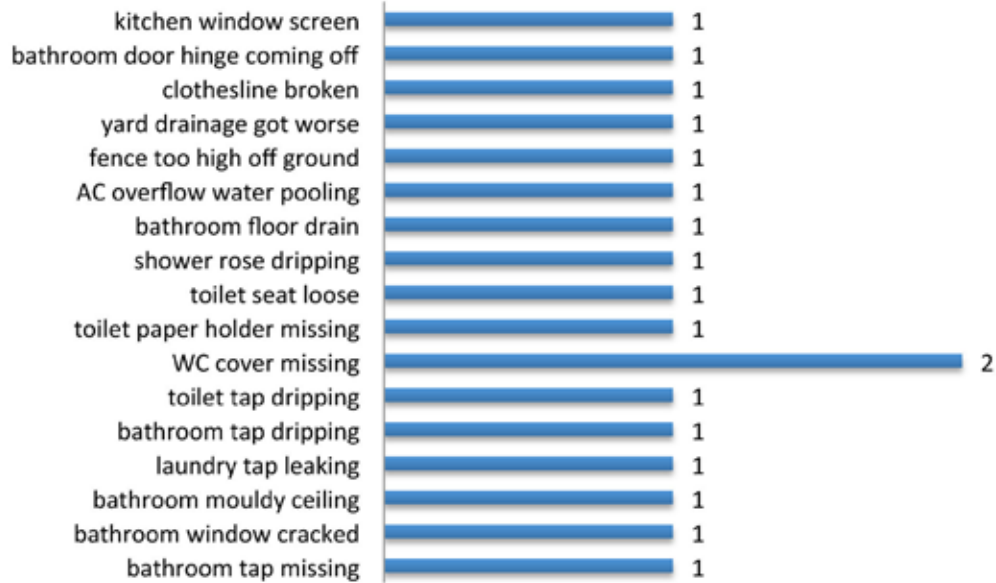 kitchen window screen 1
bathroom door hinge coming off 1
clothesline broken 1
yard drainage got worse 1
fence too high off ground 1
AC overflow water pooling 1
bathroom floor drain 1
shower rose dripping 1
toilet seat loose 1
toilet paper holder missing 1
WC cover missing 2
toilet tap dripping 1
bathroom tap dripping 1
laundry tap leaking 1
bathroom mouldy ceiling 1
bathroom window cracked 1
bathroom tap missing 1